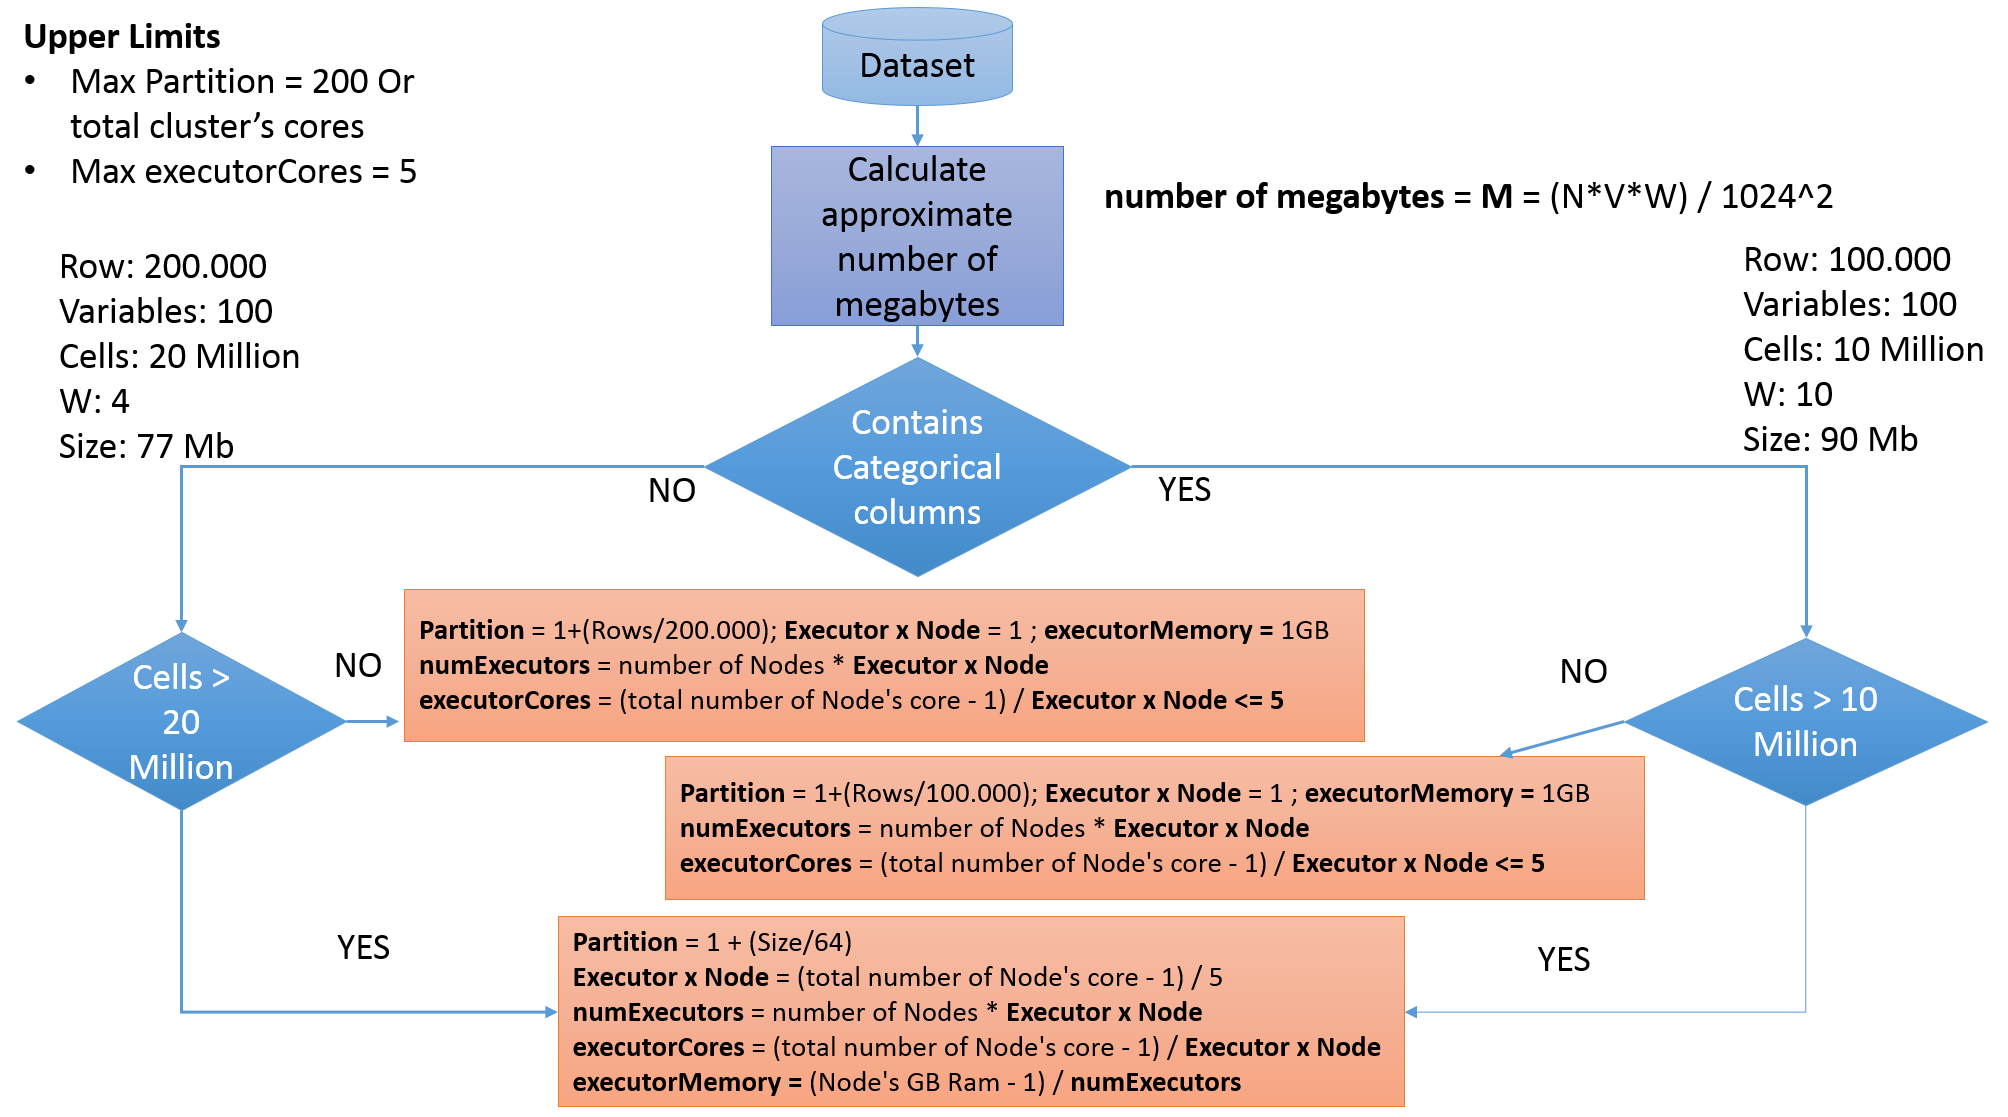 Upper Limits
• Max Partition = 200 Or
total cluster's cores
• Max executorCores = 5
Dataset
Calculate
approximate
number of
megabytes
number of megabytes = M = (N*V*W) / 1024^2
Row: 200.000
Variables: 100
Cells: 20 Million
W: 4
Size: 77 Mb
Row: 100.000
Variables: 100
Cells: 10 Million
W: 10
Size: 90 Mb
Contains
Categorical
columns
NO
YES
Cells >
20
Million
NO
Partition = 1+(Rows/200.000); Executor x Node = 1 ; executorMemory = 1GB
numExecutors = number of Nodes * Executor x Node
executorCores = (total number of Node's core - 1) / Executor x Node <= 5
NO
Cells > 10
Million
Partition = 1+(Rows/100.000); Executor x Node = 1 ; executorMemory = 1GB
numExecutors = number of Nodes * Executor x Node
executorCores = (total number of Node's core - 1) / Executor x Node <= 5
YES
YES
Partition = 1 + (Size/64)
Executor x Node = (total number of Node's core - 1) / 5
numExecutors = number of Nodes * Executor x Node
executorCores = (total number of Node's core - 1) / Executor x Node
executorMemory = (Node's GB Ram - 1) / numExecutors